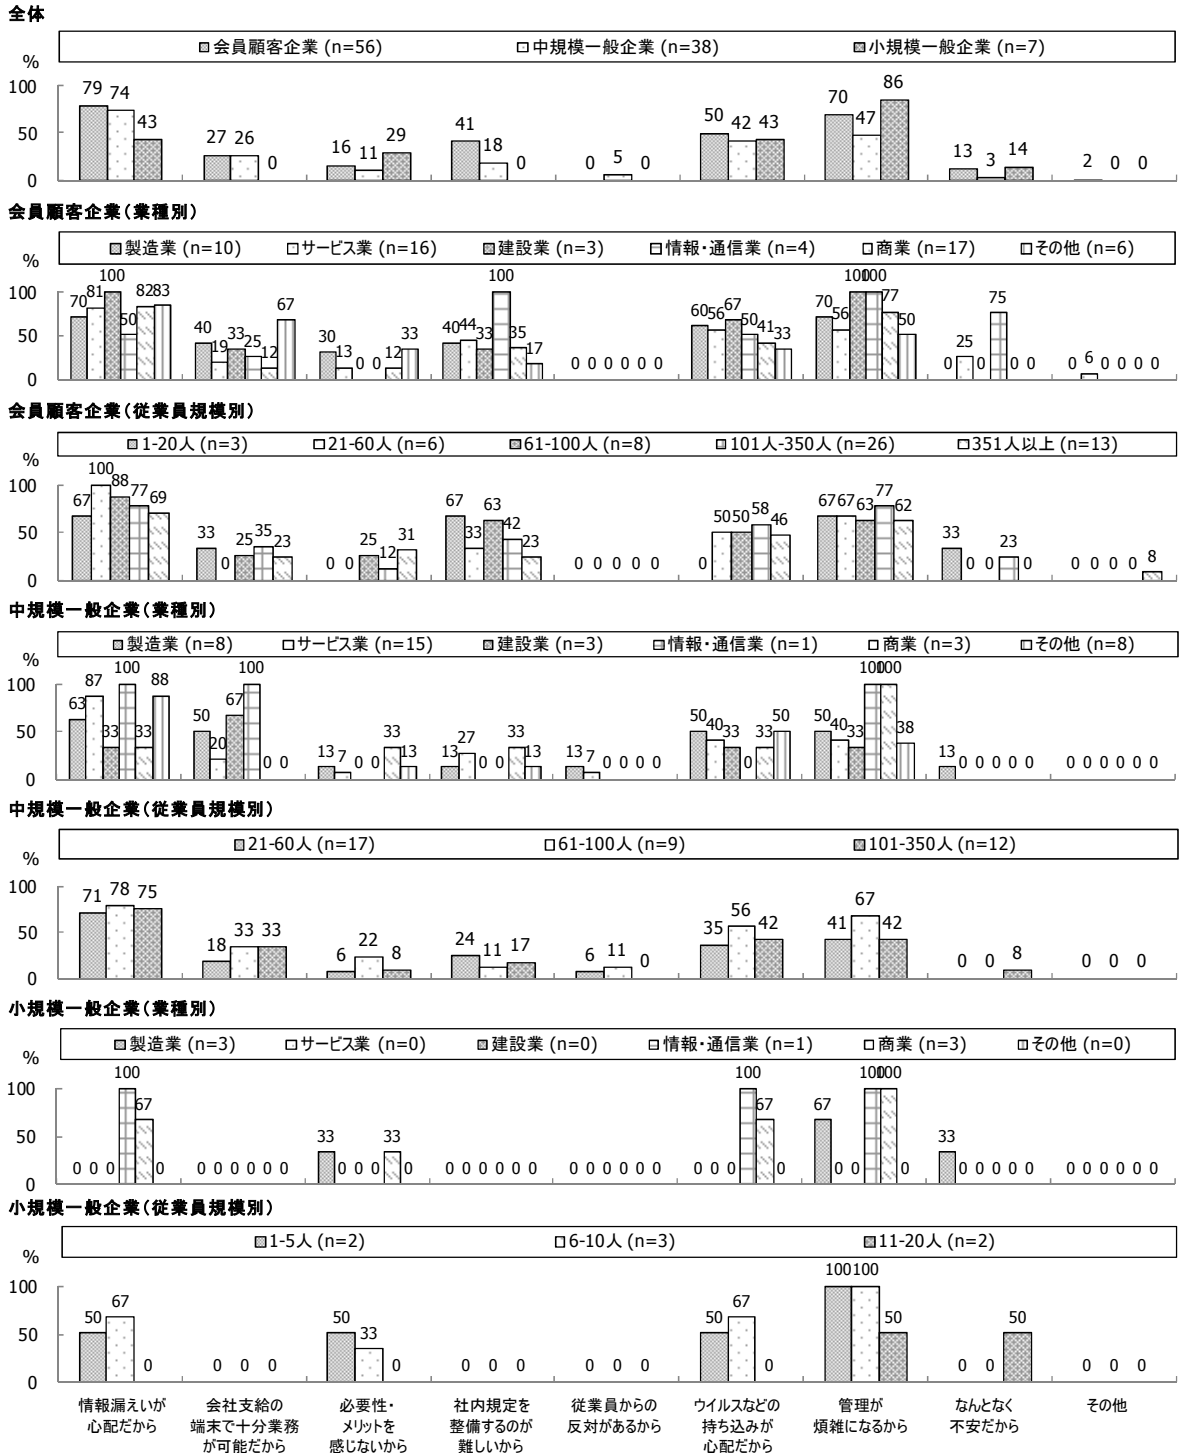 全体
会員顧客企業 (n=56) 中規模一般企業 (n=38) 小規模一般企業 (n=7)
%
100
50
0
79 74 43 27 26 0 16 11 29 41 18 0 0 5 0 50 42 43 70 47 86 13 3 14 2 0 0
会員顧客企業(業種別)
製造業 (n=10) サービス業 (n=16) 建設業 (n=3) 情報・通信業 (n=4) 商業 (n=17) その他 (n=6)
%
100
50
0
70 81 100 50 82 83 40 19 33 25 12 67 30 13 0 0 12 33 40 44 33 100 35 17 0 0 0 0 0 0 60 56 67 50 41 33 70 56 100 100 77 50 0 25 0 75 0 0 0 6 0 0 0 0
会員顧客企業(従業員規模別)
1-20人 (n=3) 21-60人 (n=6) 61-100人 (n=8) 101人-350人 (n=26) 351人以上 (n=13)
%
100
50
0
67 100 88 77 69 33 0 25 35 23 0 0 25 12 31 67 33 63 42 23 0 0 0 0 0 0 50 50 58 46 67 67 63 77 62 33 0 0 23 0 0 0 0 0 8
中規模一般企業(業種別)
製造業 (n=8) サービス業 (n=15) 建設業 (n=3) 情報・通信業 (n=1) 商業 (n=3) その他 (n=8)
%
100
50
0
63 87 33 100 33 88 50 20 67 100 0 0 13 7 0 0 33 13 13 27 0 0 33 13 13 7 0 0 0 0 50 40 33 0 33 50 50 40 33 100 100 38 13 0 0 0 0 0 0 0 0 0 0 0
中規模一般企業(従業員規模別)
21-60人 (n=17) 61-100人 (n=9) 101-350人 (n=12)
%
100
50
0
71 78 75 18 33 33 6 22 8 24 11 17 6 11 0 35 56 42 41 67 42 0 0 8 0 0 0
小規模一般企業(業種別)
製造業 (n=3) サービス業 (n=0) 建設業 (n=0) 情報・通信業 (n=1) 商業 (n=3) その他 (n=0)
100
50
0
0 0 0 100 67 0 0 0 0 0 0 0 33 0 0 0 33 0 0 0 0 0 0 0 0 0 0 0 0 0 0 0 0 100 67 0 67 0 0 100 100 0 33 0 0 0 0 0 0 0 0 0 0 0
小規模一般企業(従業員規模別)
1-5人 (n=2) 6-10人 (n=3) 11-20人 (n=2)
%
100
50
0
50 67 0 0 0 0 50 33 0 0 0 0 0 0 0 50 67 0 100 100 50 0 0 50 0 0 0
情報漏えいが 会社支給の 必要性・ 社内規定を 従業員からの ウイルスなどの 管理が なんとなく その他
心配だから 端末で十分業務 メリットを 整備するのが 反対があるから 持ち込みが 煩雑になるから 不安だから
が可能だから 感じないから 難しいから 心配だから